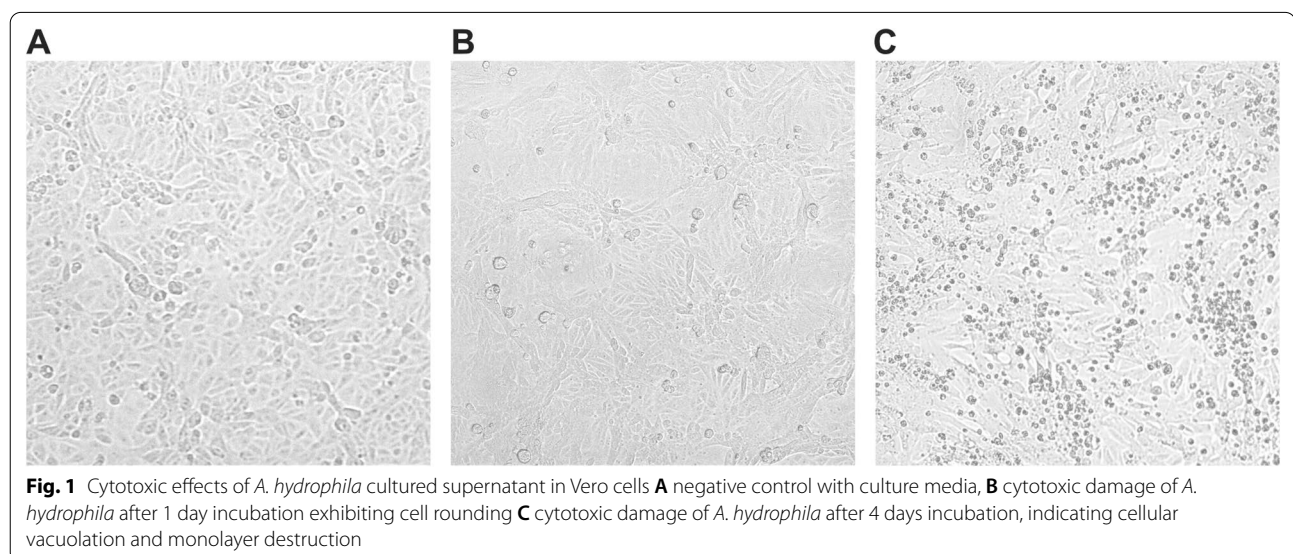 A
B
C
Fig. 1 Cytotoxic effects of A. hydrophila cultured supernatant in Vero cells A negative control with culture media, B cytotoxic damage of A.
hydrophila after 1 day incubation exhibiting cell rounding C cytotoxic damage of A. hydrophila after 4 days incubation, indicating cellular
vacuolation and monolayer destruction